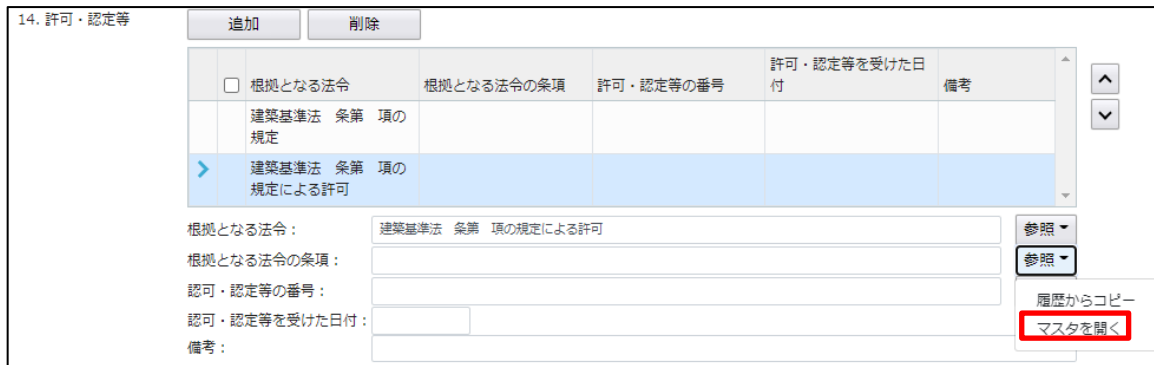 14. 許可・認定等
追加 削除
根拠となる法令 根拠となる法令の条項 許可・認定等の番号 許可・認定等を受けた日付 備考
建築基準法　条第　項の
規定
建築基準法　条第　項の
規定による許可
根拠となる法令： 建築基準法　条第　項の規定による許可 参照
根拠となる法令の条項： 参照
認可・認定等の番号：
履歴からコピー
認可・認定等を受けた日付：
マスタを開く
備考：